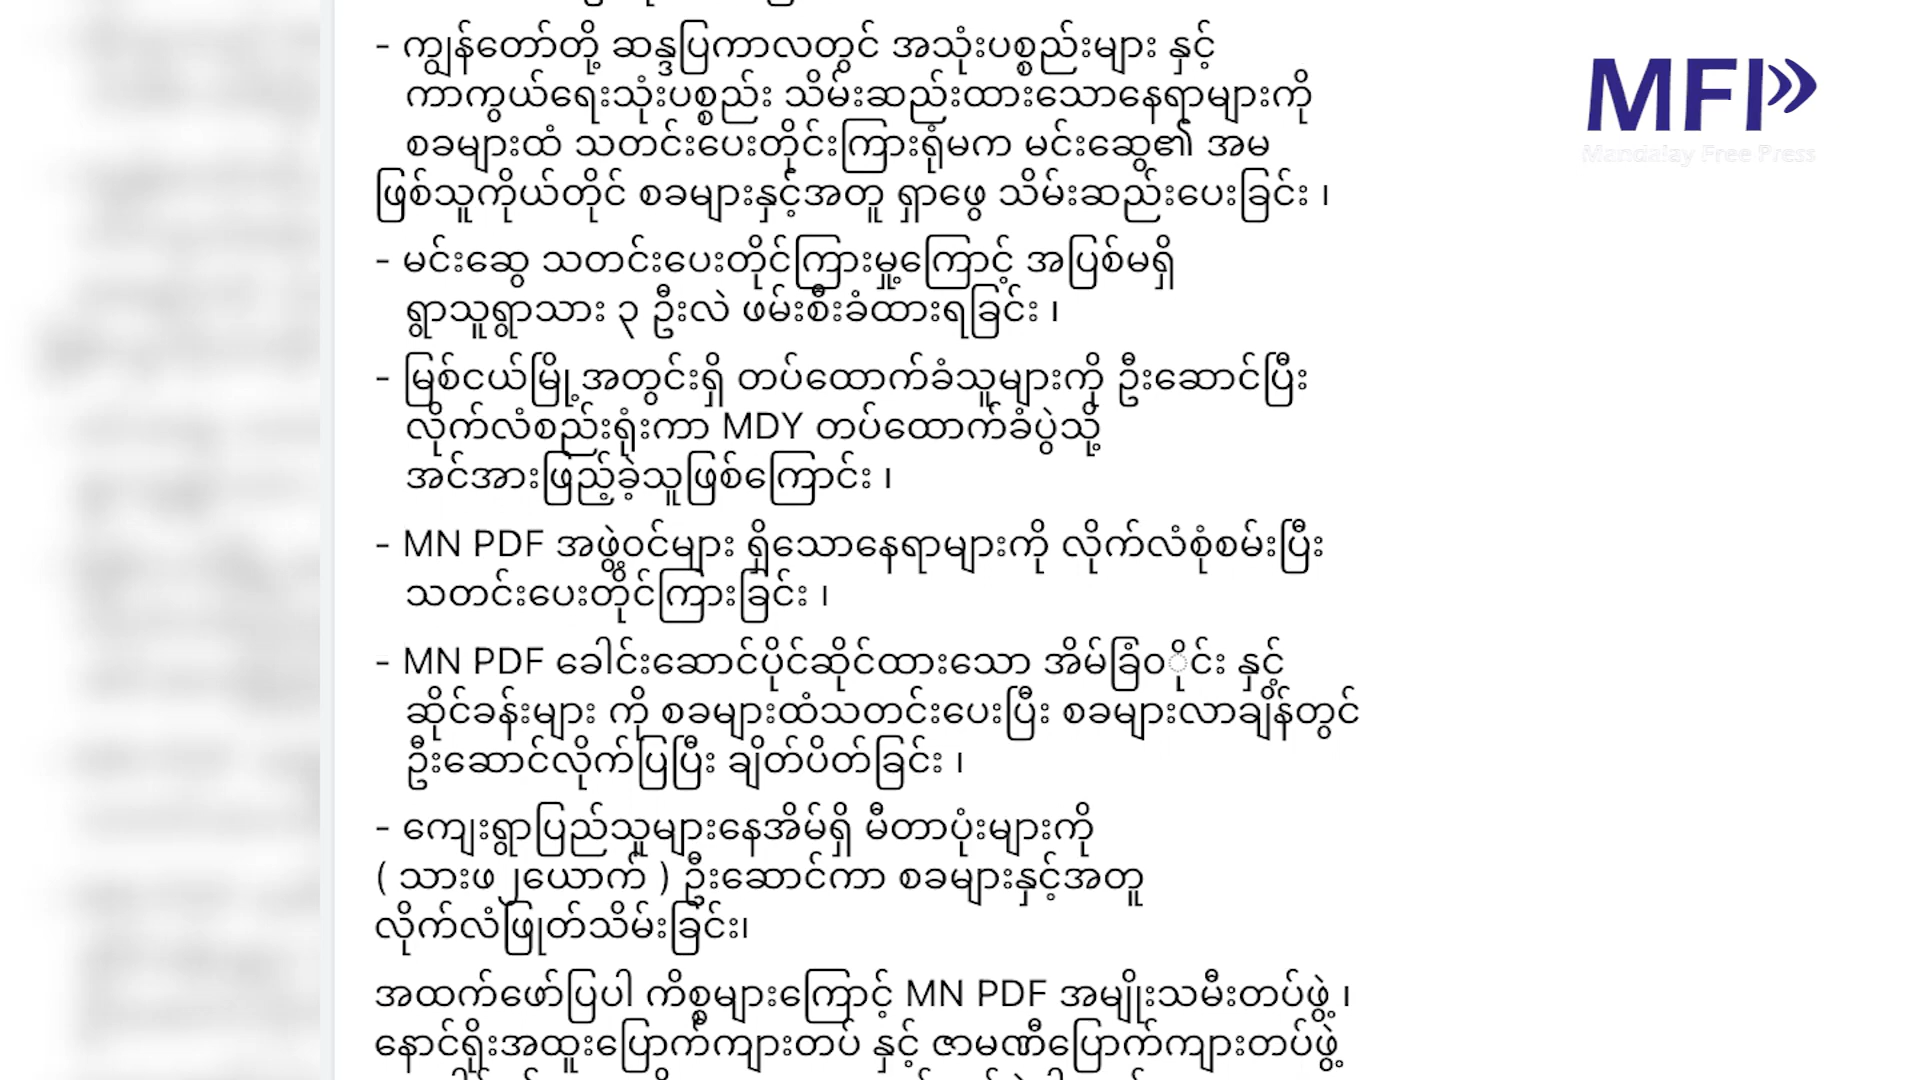 - ကျွန်တော်တို့ ဆန္ဒပြကာလတွင် အသုံးပစ္စည်းများ နှင့်
ကာကွယ်ရေးသုံးပစ္စည်း သိမ်းဆည်းထားသောနေရာများကို
စခများထံ သတင်းပေးတိုင်းကြားရုံမက မင်းဆွေ၏ အမ
ဖြစ်သူကိုယ်တိုင် စခများနှင့်အတူ ရှာဖွေ သိမ်းဆည်းပေးခြင်း ၊
- မင်းဆွေ သတင်းပေးတိုင်ကြားမှု့ကြောင့် အပြစ်မရှိ
ရွာသူရွာသား ၃ ဦးလဲ ဖမ်းစီးခံထားရခြင်း ၊
- မြစ်ငယ်မြို့အတွင်းရှိ တပ်ထောက်ခံသူများကို ဦးဆောင်ပြီး
လိုက်လံစည်းရုံးကာ MDY တပ်ထောက်ခံပွဲသို့
အင်အားဖြည့်ခဲ့သူဖြစ်ကြောင်း ၊
- MN PDF အဖွဲ့ဝင်များ ရှိသောနေရာများကို လိုက်လံစုံစမ်းပြီး
သတင်းပေးတိုင်ကြားခြင်း ၊
- MN PDF ခေါင်းဆောင်ပိုင်ဆိုင်ထားသော အိမ်ခြံဝိုင်း နှင့်
ဆိုင်ခန်းများ ကို စခများထံသတင်းပေးပြီး စခများလာချိန်တွင်
ဦးဆောင်လိုက်ပြပြီး ချိတ်ပိတ်ခြင်း ၊
- ကျေးရွာပြည်သူများနေအိမ်ရှိ မီတာပုံးများကို
( သားဖ၂ယောက် ) ဦးဆောင်ကာ စခများနှင့်အတူ
လိုက်လံဖြုတ်သိမ်းခြင်း၊
အထက်ဖော်ပြပါ ကိစ္စများကြောင့် MN PDF အမျိုးသမီးတပ်ဖွဲ့ ၊
နောင်ရိုးအထူးပြောက်ကျားတပ် နှင့် ဇာမဏီပြောက်ကျားတပ်ဖွဲ့
MFP
Mandalay Free Press